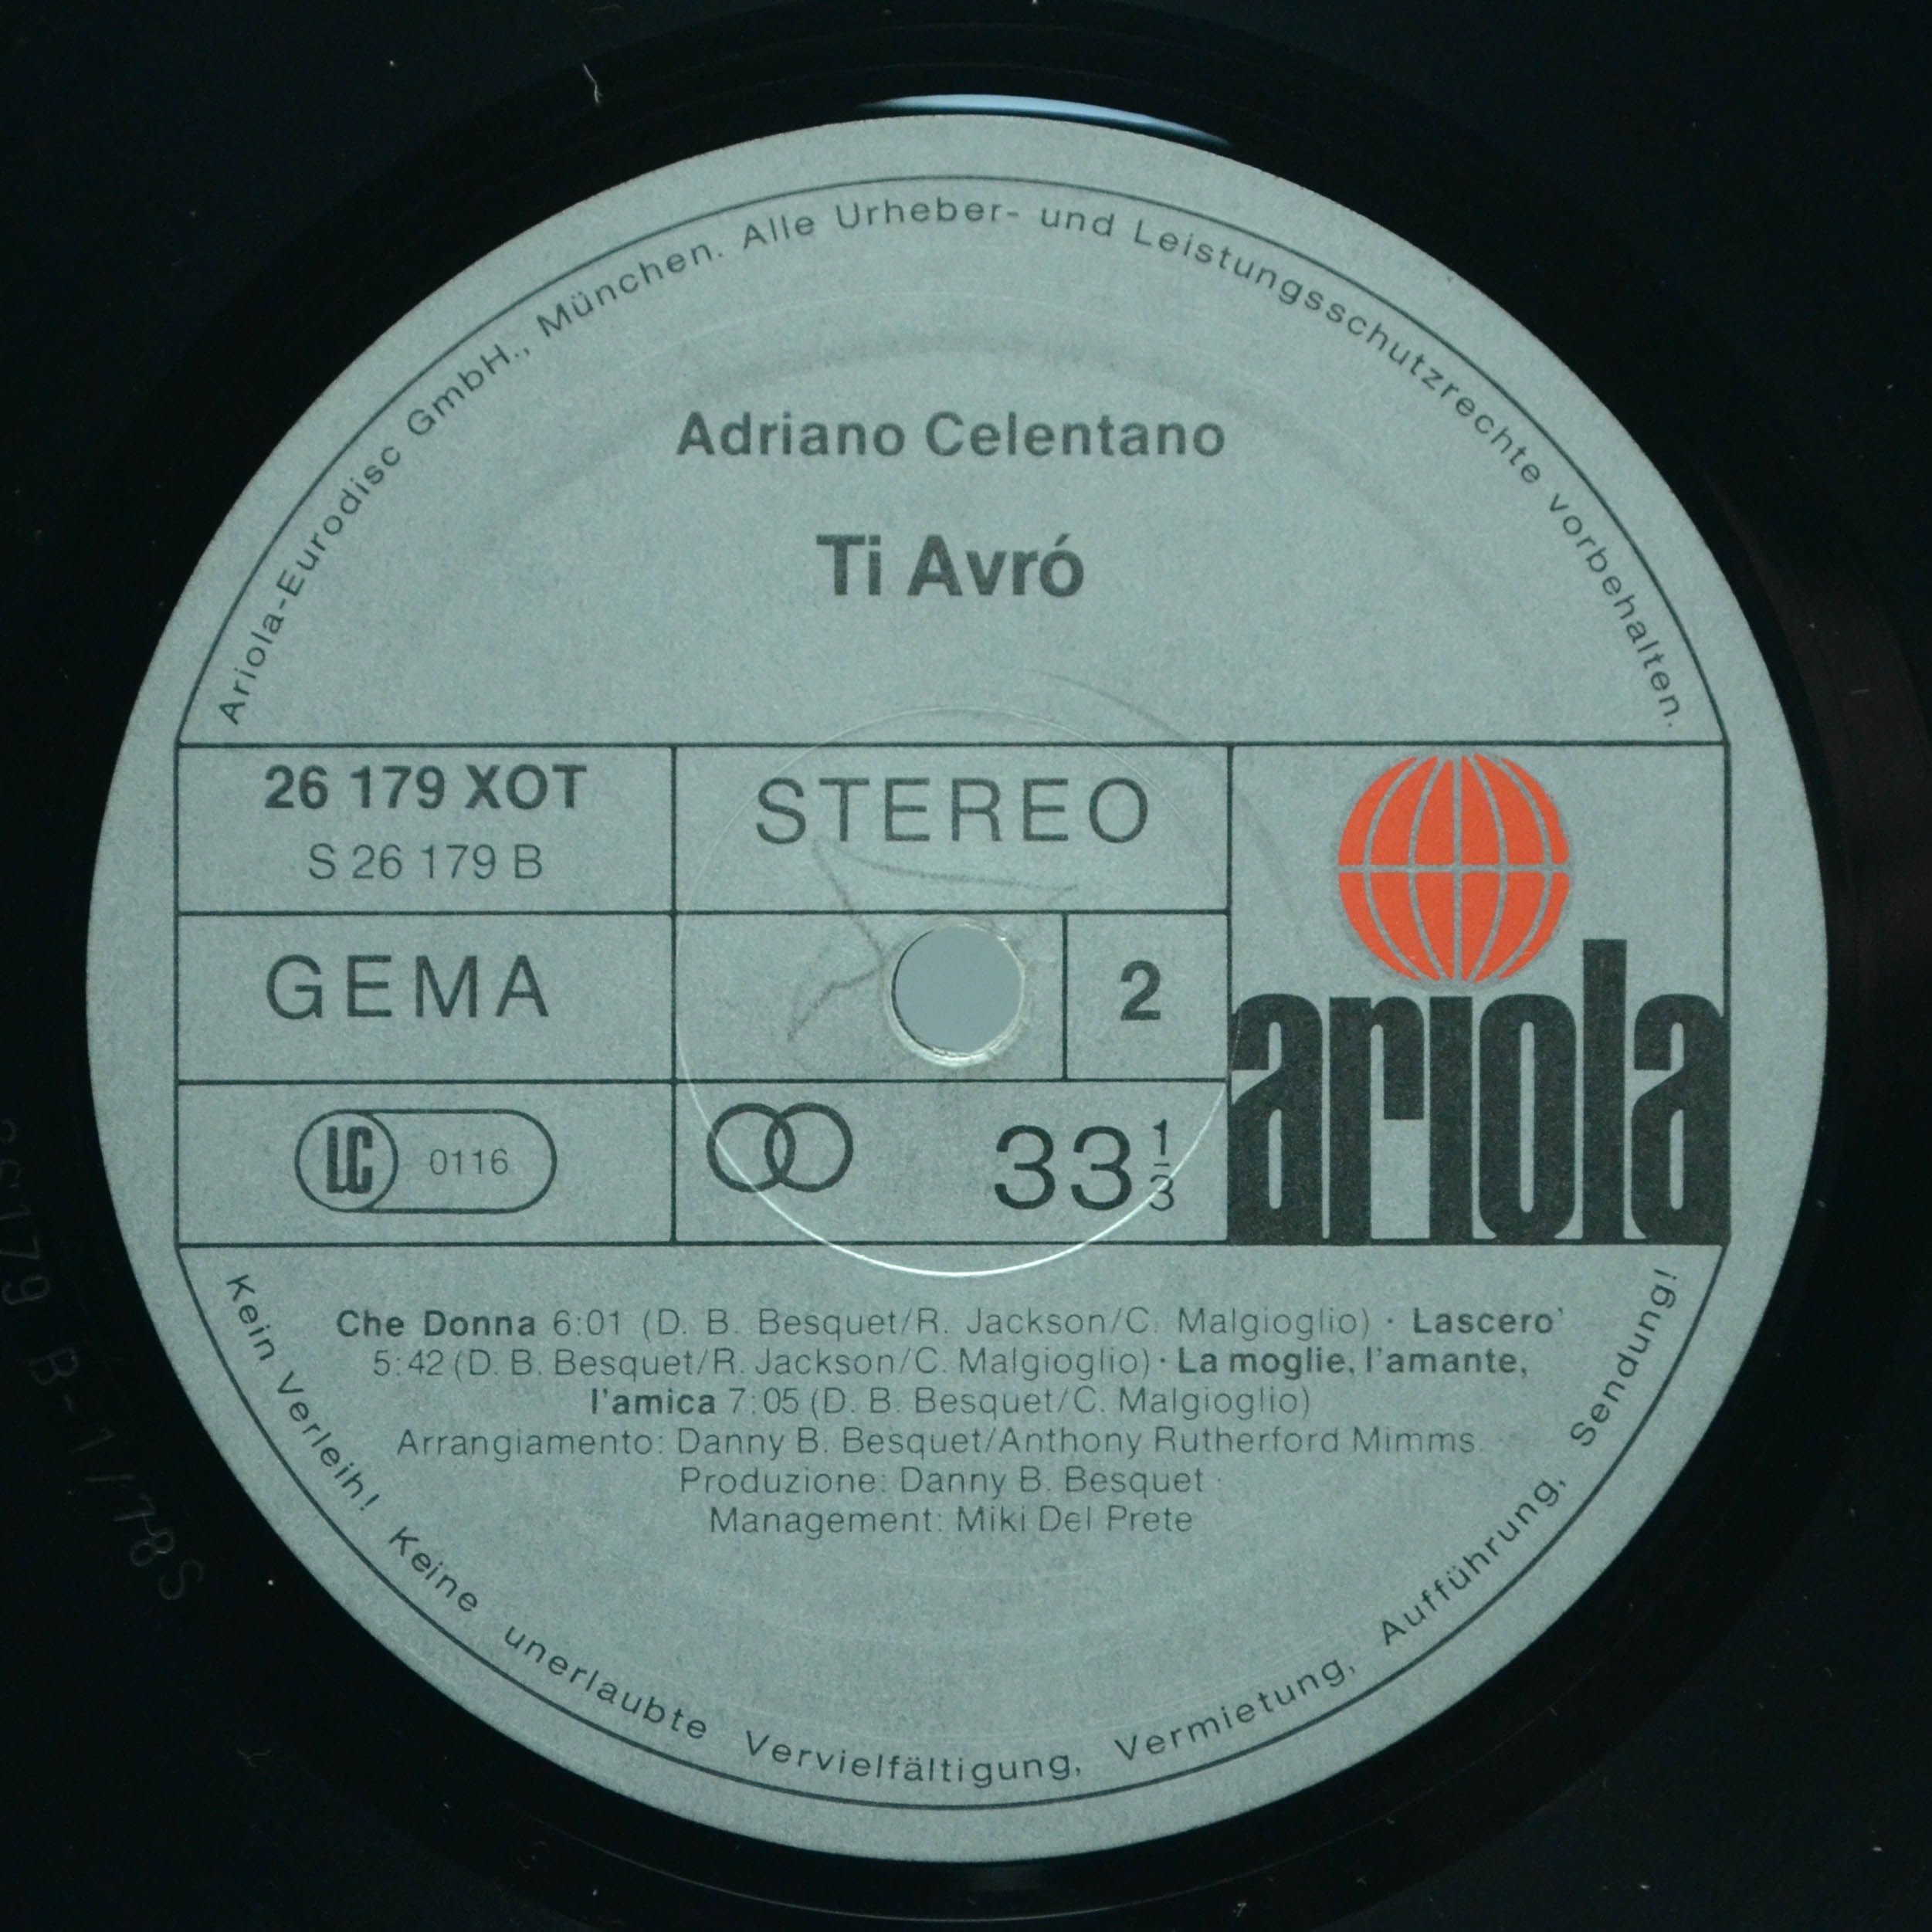 Ariola-Eurodisc GmbH., München. Alle Urheber- und Leistungsschutzrechte vorbehalten.
Adriano Celentano
Ti Avró
26 179 XOT
S 26 179 B
STEREO
GEMA
2
LC 0116
33 1/3
ariola
Che Donna 6:01 (D. B. Besquet/R. Jackson/C. Malgioglio) · Lascero'
5:42 (D. B. Besquet/R. Jackson/C. Malgioglio) · La moglie, l'amante,
l'amica 7:05 (D. B. Besquet/C. Malgioglio)
Arrangiamento: Danny B. Besquet/Anthony Rutherford Mimms.
Produzione: Danny B. Besquet
Management: Miki Del Prete
Kein Verleih! Keine unerlaubte Vervielfältigung, Vermietung, Aufführung, Sendung!
6179 B-1/78S